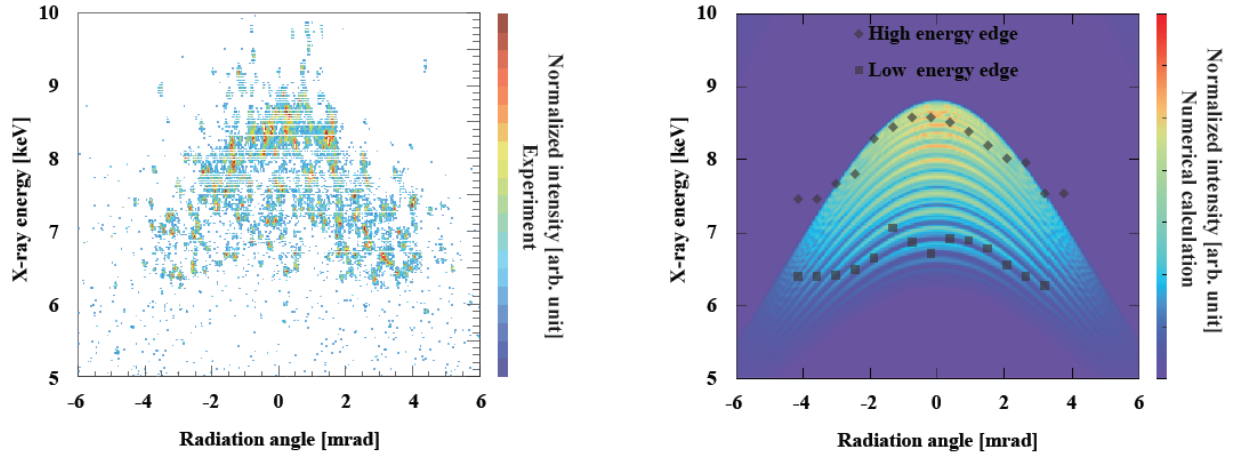 10
9
8
7
6
5
X-ray energy [keV]
-6
-4
-2
0
2
4
6
Radiation angle [mrad]
Normalized intensity [arb. unit]
Experiment
10
9
8
7
6
5
X-ray energy [keV]
High energy edge
Low energy edge
-6
-4
-2
0
2
4
6
Radiation angle [mrad]
Normalized intensity [arb. unit]
Numerical calculation